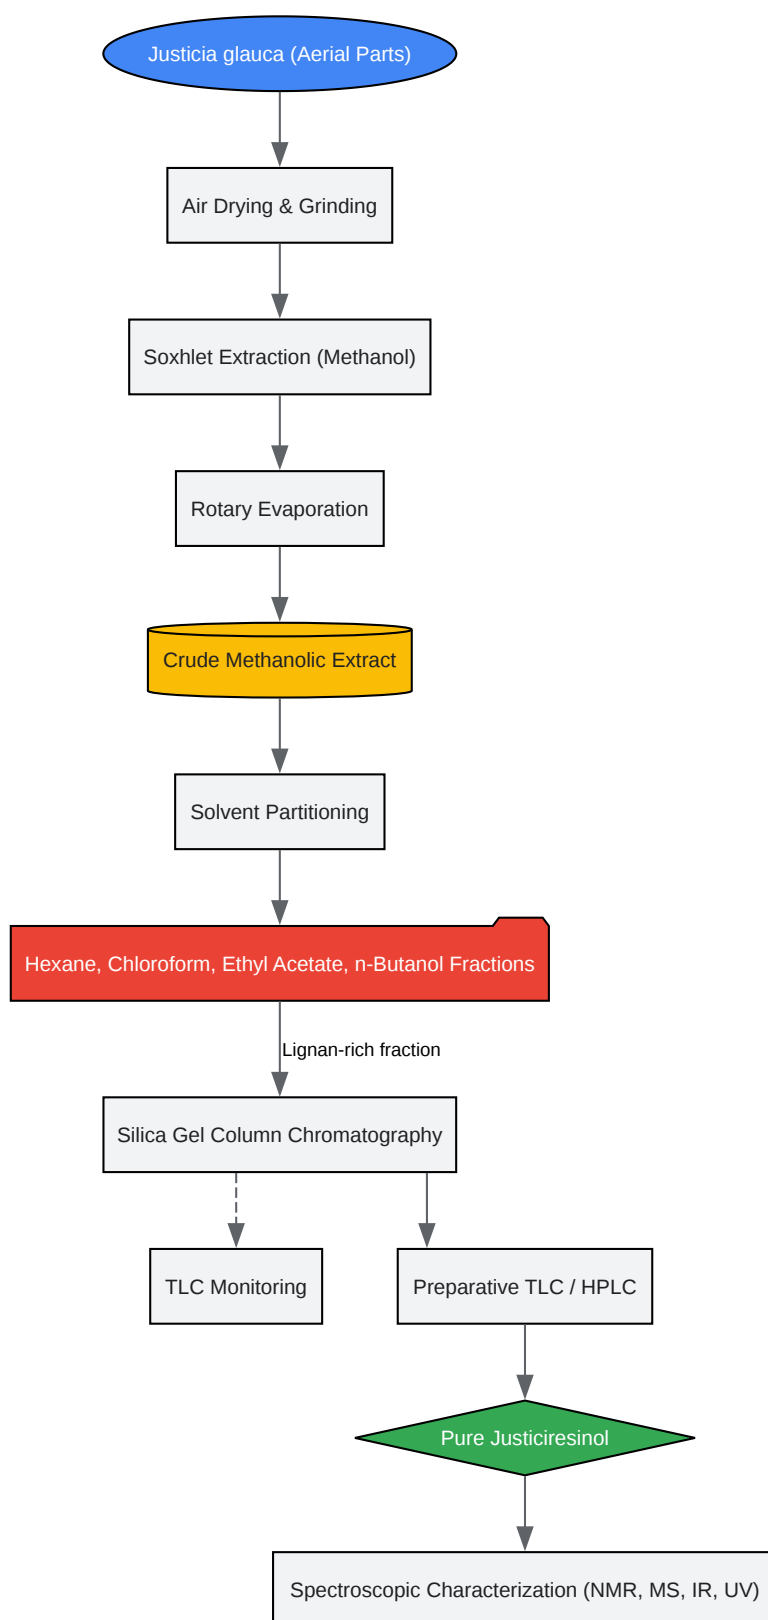 Justicia glauca (Aerial Parts)
Air Drying & Grinding
Soxhlet Extraction (Methanol)
Rotary Evaporation
Crude Methanolic Extract
Solvent Partitioning
Hexane, Chloroform, Ethyl Acetate, n-Butanol Fractions
Lignan-rich fraction
Silica Gel Column Chromatography
TLC Monitoring
Preparative TLC / HPLC
Pure Justiciresinol
Spectroscopic Characterization (NMR, MS, IR, UV)